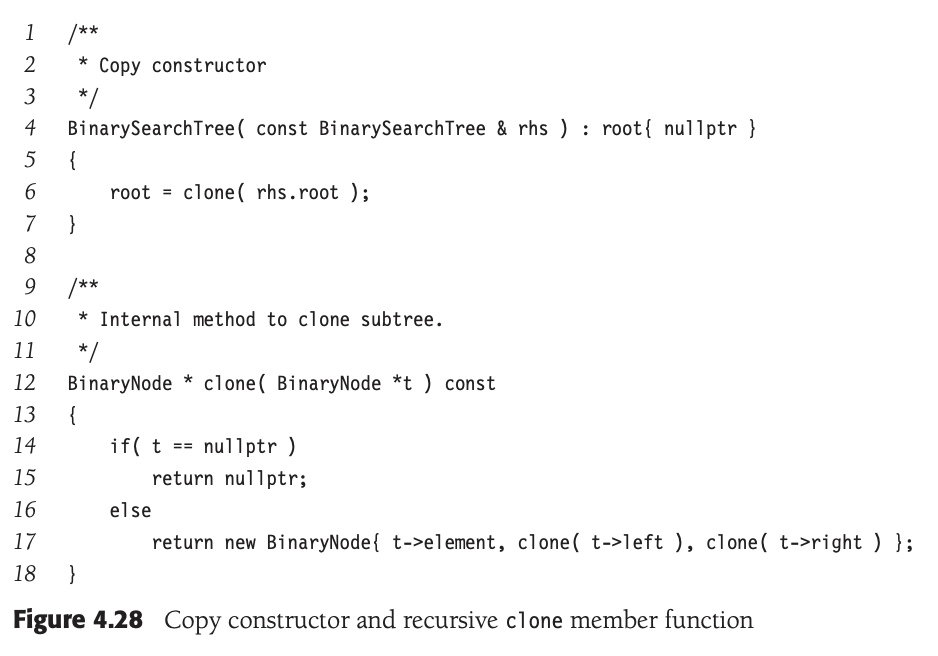 1 /**
2 * Copy constructor
3 */
4 BinarySearchTree( const BinarySearchTree & rhs ) : root{ nullptr }
5 {
6 root = clone( rhs.root );
7 }
8
9 /**
10 * Internal method to clone subtree.
11 */
12 BinaryNode * clone( BinaryNode *t ) const
13 {
14 if( t == nullptr )
15 return nullptr;
16 else
17 return new BinaryNode{ t->element, clone( t->left ), clone( t->right ) };
18 }
Figure 4.28 Copy constructor and recursive clone member function